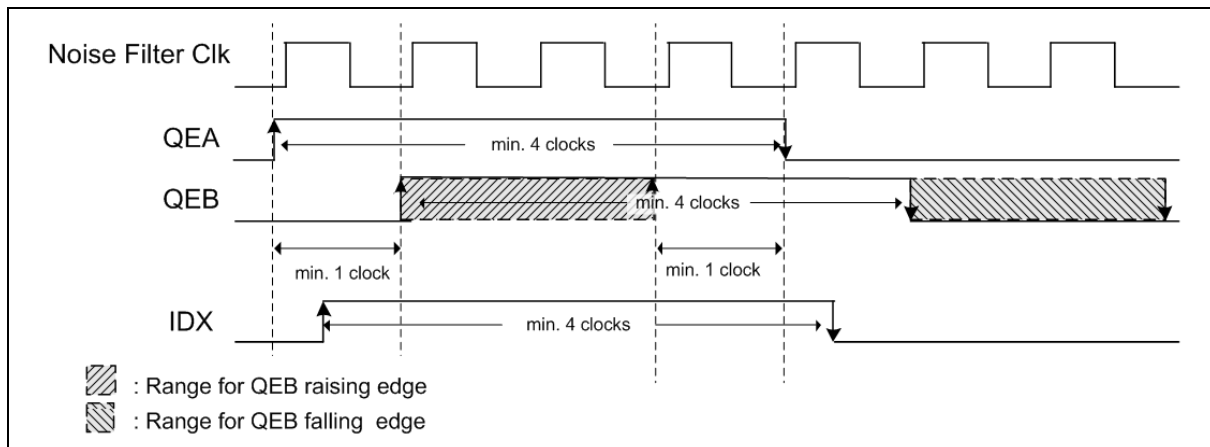 Noise Filter Clk
QEA
min. 4 clocks
QEB
min. 4 clocks
min. 1 clock
min. 1 clock
IDX
min. 4 clocks
: Range for QEB raising edge
: Range for QEB falling edge